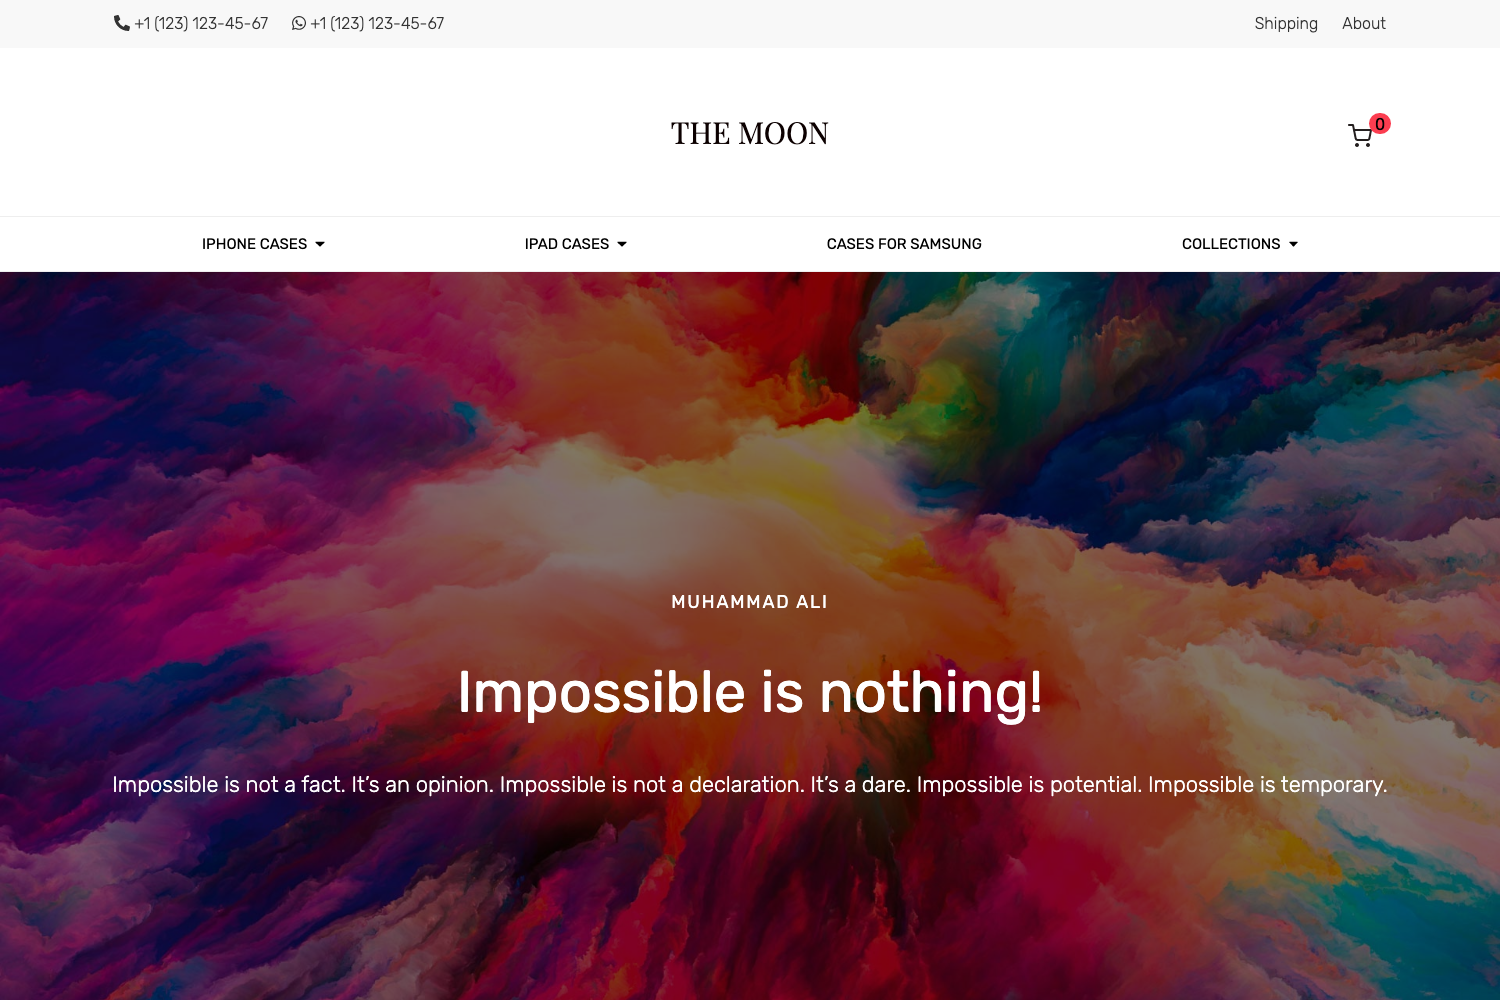 +1 (123) 123-45-67 +1 (123) 123-45-67 Shipping About
THE MOON
0
IPHONE CASES IPAD CASES CASES FOR SAMSUNG COLLECTIONS
MUHAMMAD ALI
Impossible is nothing!
Impossible is not a fact. It’s an opinion. Impossible is not a declaration. It’s a dare. Impossible is potential. Impossible is temporary.